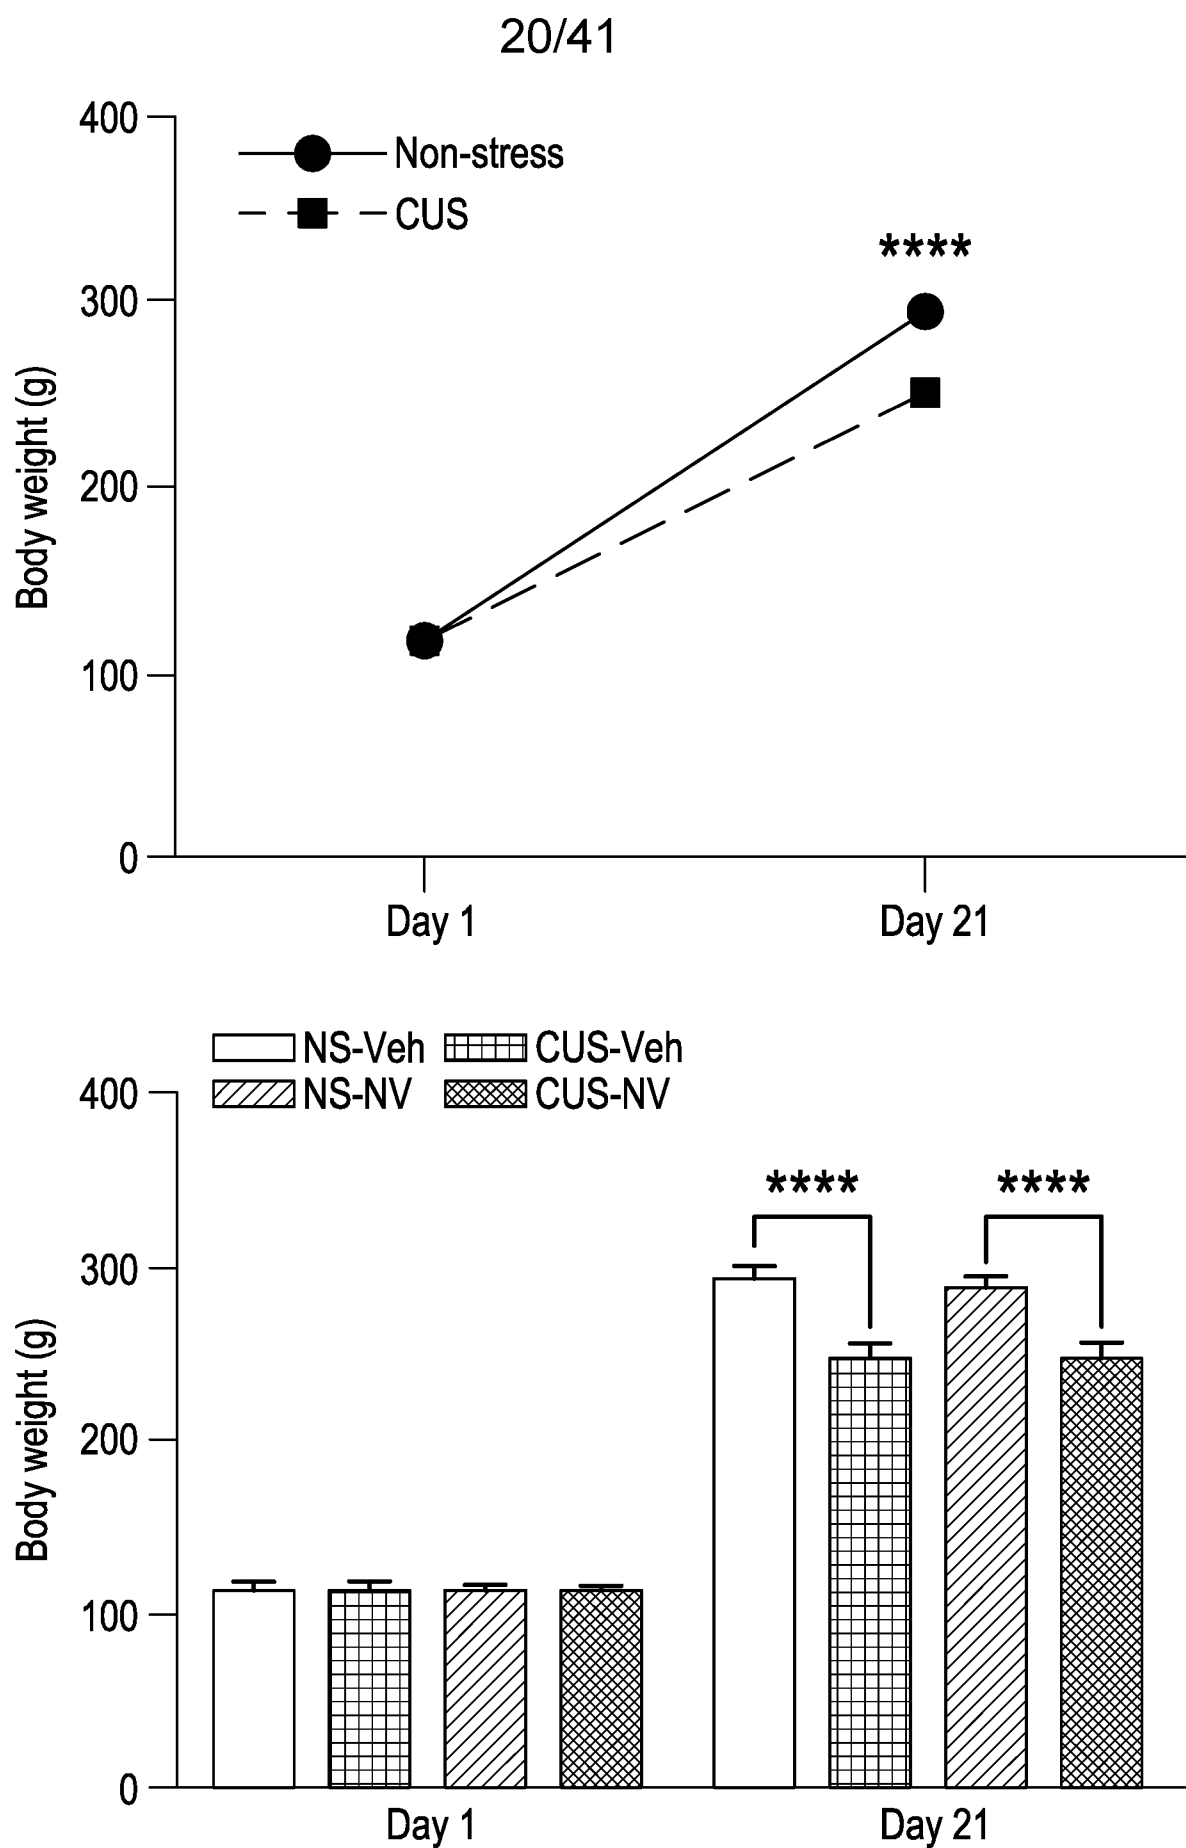 20/41
400
Non-stress
CUS
****
300
Body weight (g)
200
100
0
Day 1 Day 21
NS-Veh CUS-Veh
NS-NV CUS-NV
400
**** ****
300
Body weight (g)
200
100
0
Day 1 Day 21